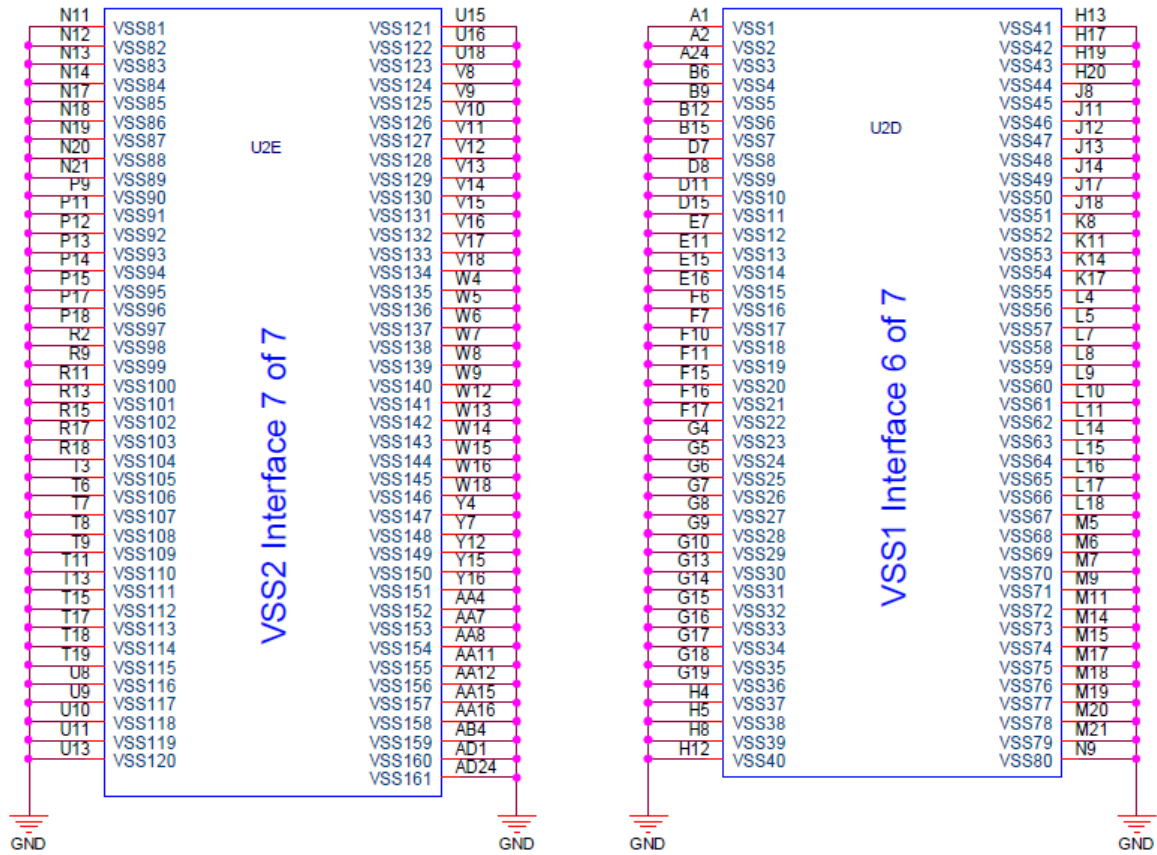 U2E
VSS2 Interface 7 of 7
N11 VSS81 VSS121 U15
N12 VSS82 VSS122 U16
N13 VSS83 VSS123 U18
N14 VSS84 VSS124 V8
N17 VSS85 VSS125 V9
N18 VSS86 VSS126 V10
N19 VSS87 VSS127 V11
N20 VSS88 VSS128 V12
N21 VSS89 VSS129 V13
P9 VSS90 VSS130 V14
P11 VSS91 VSS131 V15
P12 VSS92 VSS132 V16
P13 VSS93 VSS133 V17
P14 VSS94 VSS134 V18
P15 VSS95 VSS135 W4
P17 VSS96 VSS136 W5
P18 VSS97 VSS137 W6
R2 VSS98 VSS138 W7
R9 VSS99 VSS139 W8
R11 VSS100 VSS140 W9
R13 VSS101 VSS141 W12
R15 VSS102 VSS142 W13
R17 VSS103 VSS143 W14
R18 VSS104 VSS144 W15
T3 VSS105 VSS145 W16
T6 VSS106 VSS146 W18
T7 VSS107 VSS147 Y4
T8 VSS108 VSS148 Y7
T9 VSS109 VSS149 Y12
T11 VSS110 VSS150 Y15
T13 VSS111 VSS151 Y16
T15 VSS112 VSS152 AA4
T17 VSS113 VSS153 AA7
T18 VSS114 VSS154 AA8
T19 VSS115 VSS155 AA11
U8 VSS116 VSS156 AA12
U9 VSS117 VSS157 AA15
U10 VSS118 VSS158 AA16
U11 VSS119 VSS159 AB4
U13 VSS120 VSS160 AD1
VSS161 AD24
GND GND
U2D
VSS1 Interface 6 of 7
A1 VSS1 VSS41 H13
A2 VSS2 VSS42 H17
A24 VSS3 VSS43 H19
B6 VSS4 VSS44 H20
B9 VSS5 VSS45 J8
B12 VSS6 VSS46 J11
B15 VSS7 VSS47 J12
D7 VSS8 VSS48 J13
D8 VSS9 VSS49 J14
D11 VSS10 VSS50 J17
D15 VSS11 VSS51 J18
E7 VSS12 VSS52 K8
E11 VSS13 VSS53 K11
E15 VSS14 VSS54 K14
E16 VSS15 VSS55 K17
F6 VSS16 VSS56 L4
F7 VSS17 VSS57 L5
F10 VSS18 VSS58 L7
F11 VSS19 VSS59 L8
F15 VSS20 VSS60 L9
F16 VSS21 VSS61 L10
F17 VSS22 VSS62 L11
G4 VSS23 VSS63 L14
G5 VSS24 VSS64 L15
G6 VSS25 VSS65 L16
G7 VSS26 VSS66 L17
G8 VSS27 VSS67 L18
G9 VSS28 VSS68 M5
G10 VSS29 VSS69 M6
G13 VSS30 VSS70 M7
G14 VSS31 VSS71 M9
G15 VSS32 VSS72 M11
G16 VSS33 VSS73 M14
G17 VSS34 VSS74 M15
G18 VSS35 VSS75 M17
G19 VSS36 VSS76 M18
H4 VSS37 VSS77 M19
H5 VSS38 VSS78 M20
H8 VSS39 VSS79 M21
H12 VSS40 VSS80 N9
GND GND